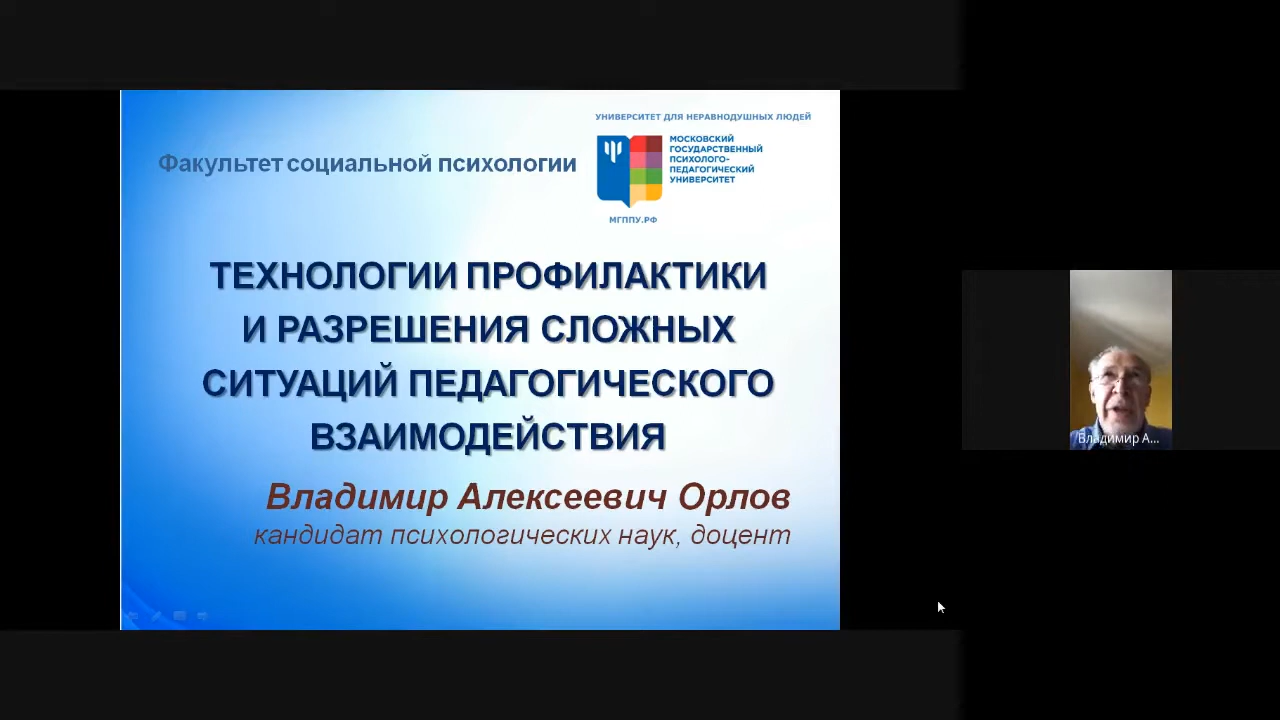 УНИВЕРСИТЕТ ДЛЯ НЕРАВНОДУШНЫХ ЛЮДЕЙ
Факультет социальной психологии
МОСКОВСКИЙ
ГОСУДАРСТВЕННЫЙ
ПСИХОЛОГО-
ПЕДАГОГИЧЕСКИЙ
УНИВЕРСИТЕТ
МГППУ.РФ
ТЕХНОЛОГИИ ПРОФИЛАКТИКИ
И РАЗРЕШЕНИЯ СЛОЖНЫХ
СИТУАЦИЙ ПЕДАГОГИЧЕСКОГО
ВЗАИМОДЕЙСТВИЯ
Владимир Алексеевич Орлов
кандидат психологических наук, доцент
Владимир А...